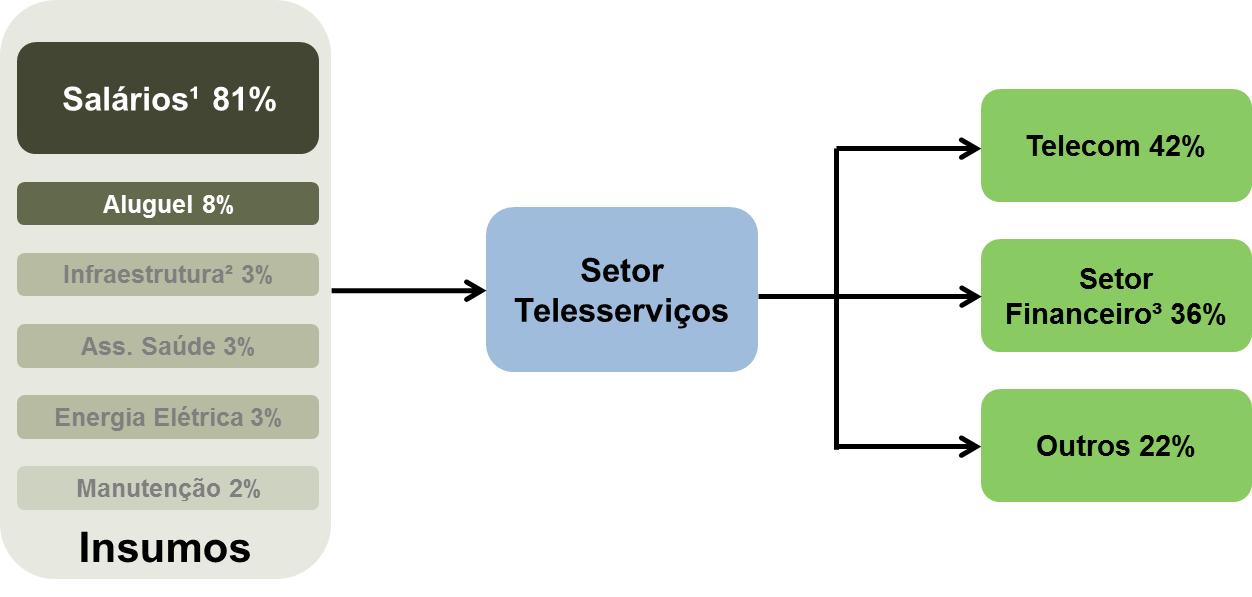 Salários¹ 81%
Aluguel 8%
Infraestrutura² 3%
Ass. Saúde 3%
Energia Elétrica 3%
Manutenção 2%
Insumos
Setor
Telesserviços
Telecom 42%
Setor
Financeiro³ 36%
Outros 22%